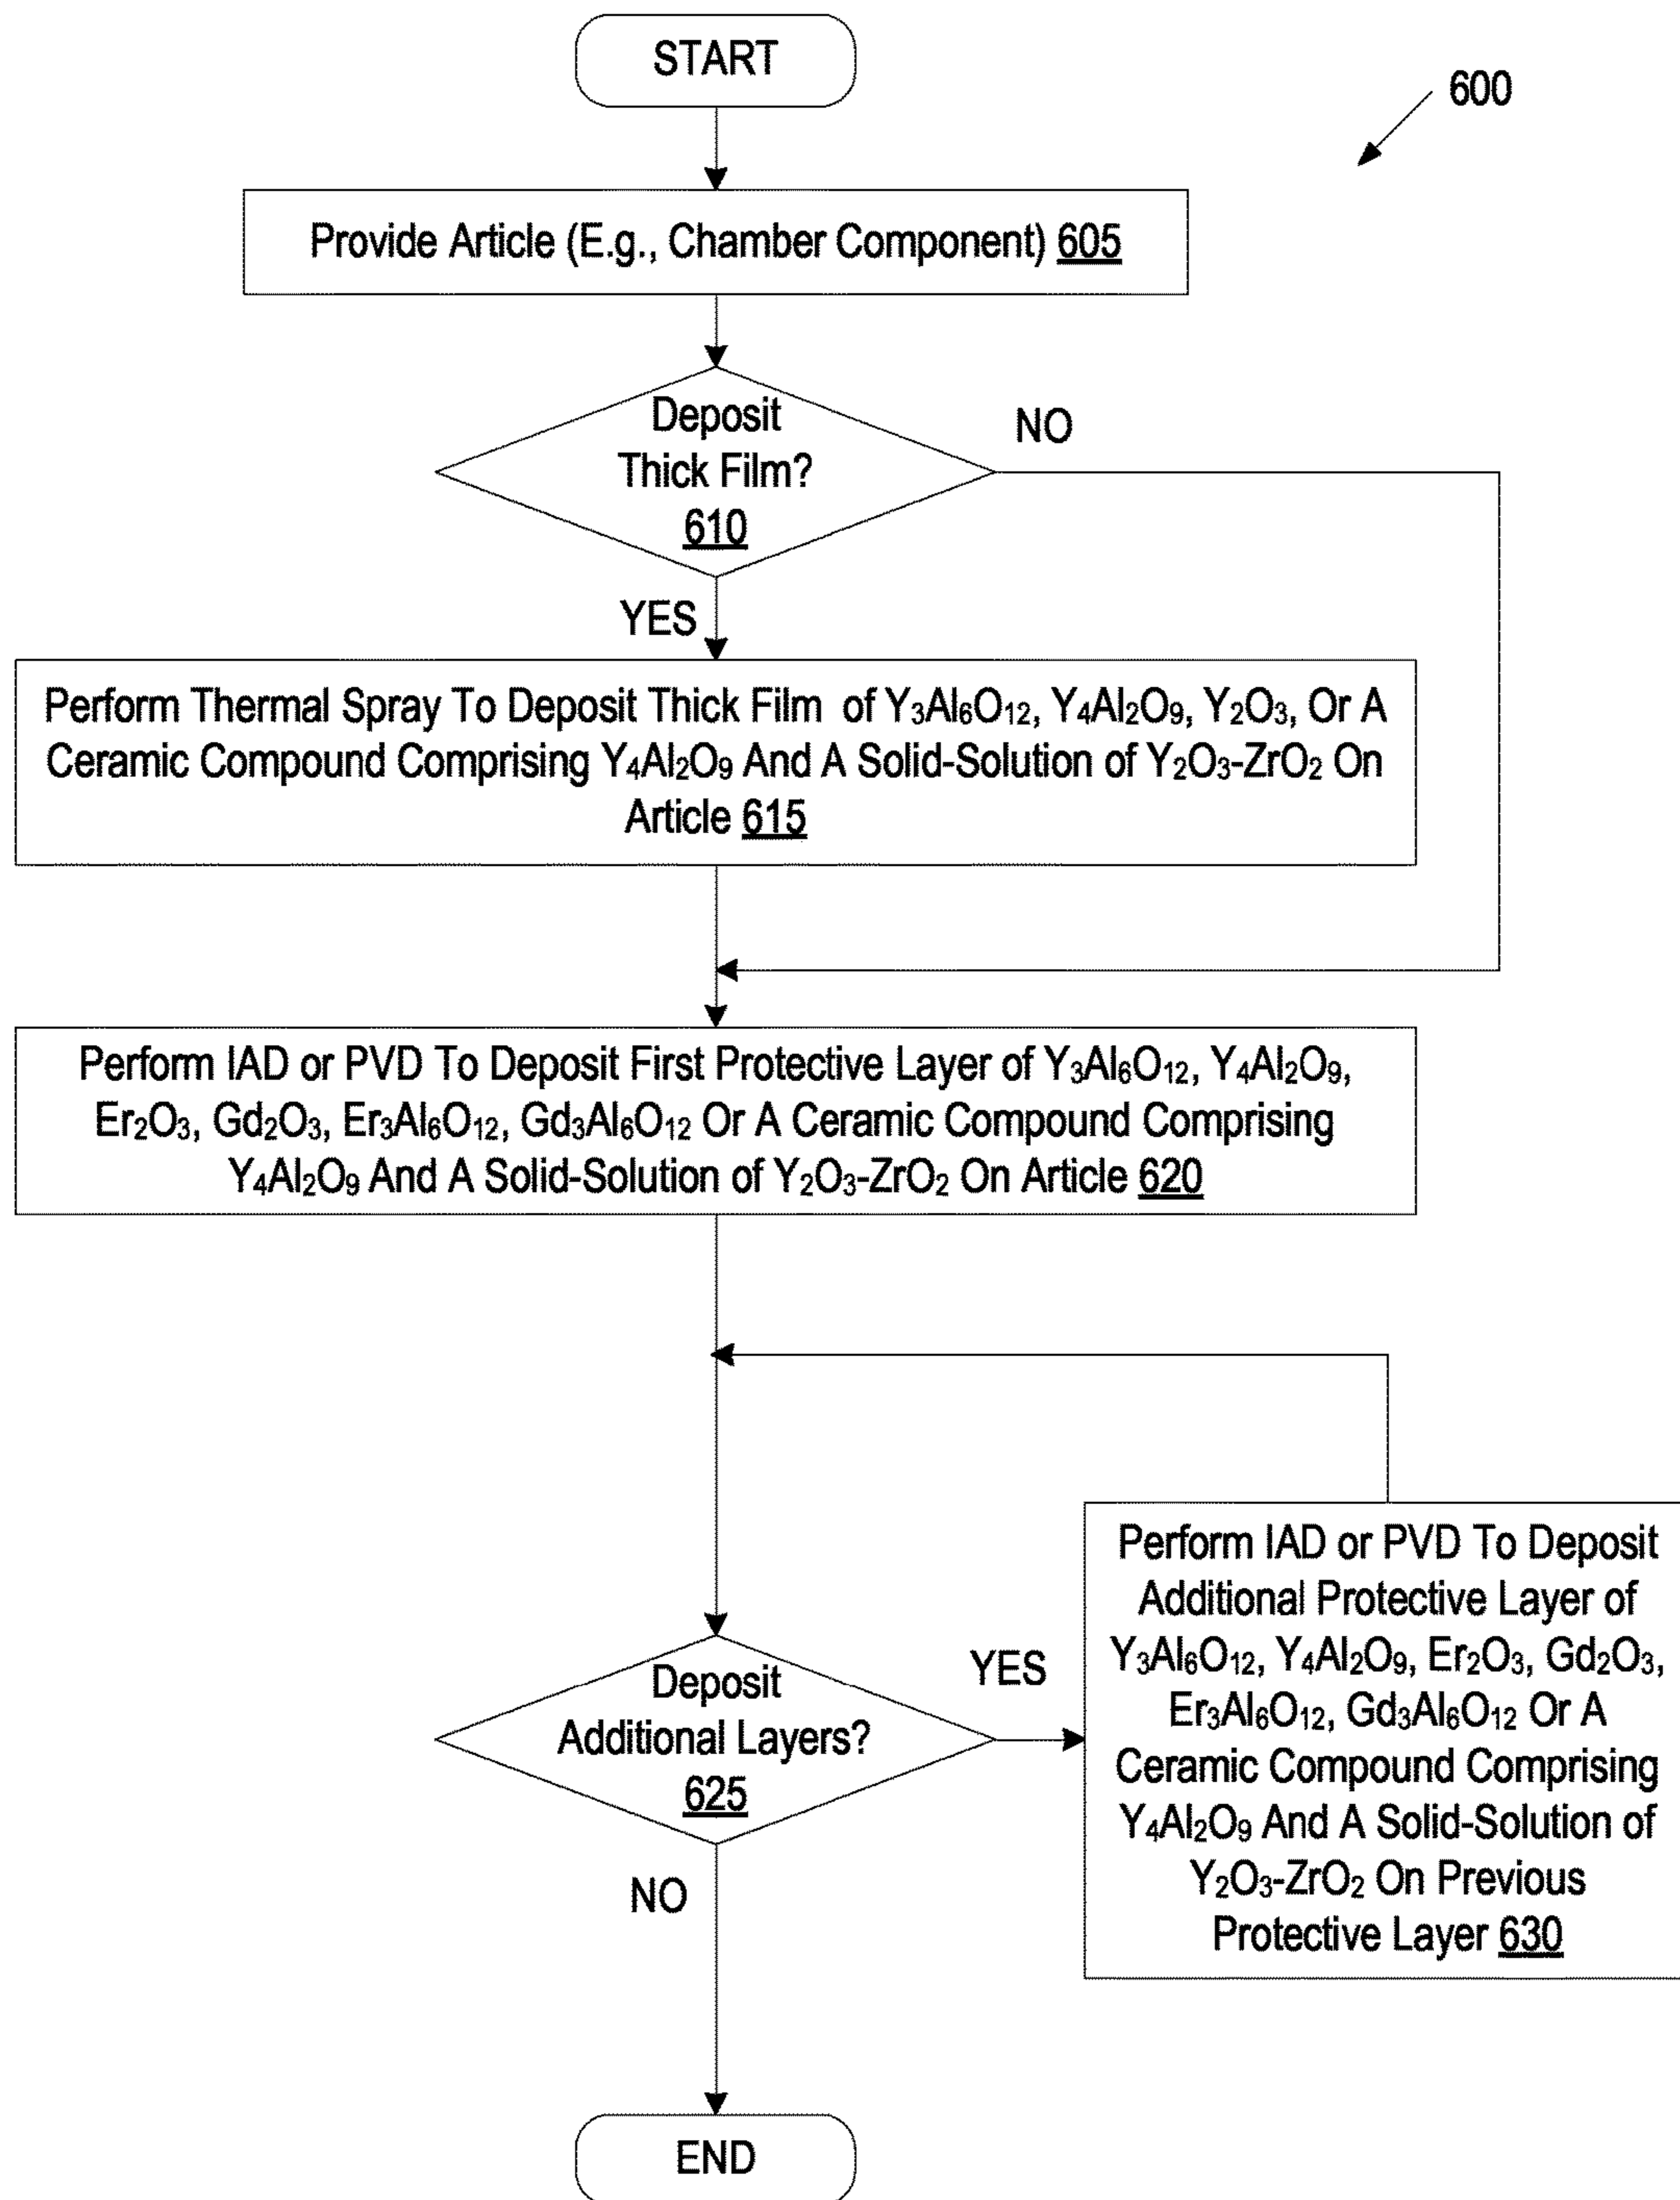 START
600
Provide Article (E.g., Chamber Component) 605
Deposit
Thick Film?
610
NO
YES
Perform Thermal Spray To Deposit Thick Film of Y₃Al₆O₁₂, Y₄Al₂O₉, Y₂O₃, Or A
Ceramic Compound Comprising Y₄Al₂O₉ And A Solid-Solution of Y₂O₃-ZrO₂ On
Article 615
Perform IAD or PVD To Deposit First Protective Layer of Y₃Al₆O₁₂, Y₄Al₂O₉,
Er₂O₃, Gd₂O₃, Er₃Al₆O₁₂, Gd₃Al₆O₁₂ Or A Ceramic Compound Comprising
Y₄Al₂O₉ And A Solid-Solution of Y₂O₃-ZrO₂ On Article 620
Deposit
Additional Layers?
625
YES
NO
Perform IAD or PVD To Deposit
Additional Protective Layer of
Y₃Al₆O₁₂, Y₄Al₂O₉, Er₂O₃, Gd₂O₃,
Er₃Al₆O₁₂, Gd₃Al₆O₁₂ Or A
Ceramic Compound Comprising
Y₄Al₂O₉ And A Solid-Solution of
Y₂O₃-ZrO₂ On Previous
Protective Layer 630
END